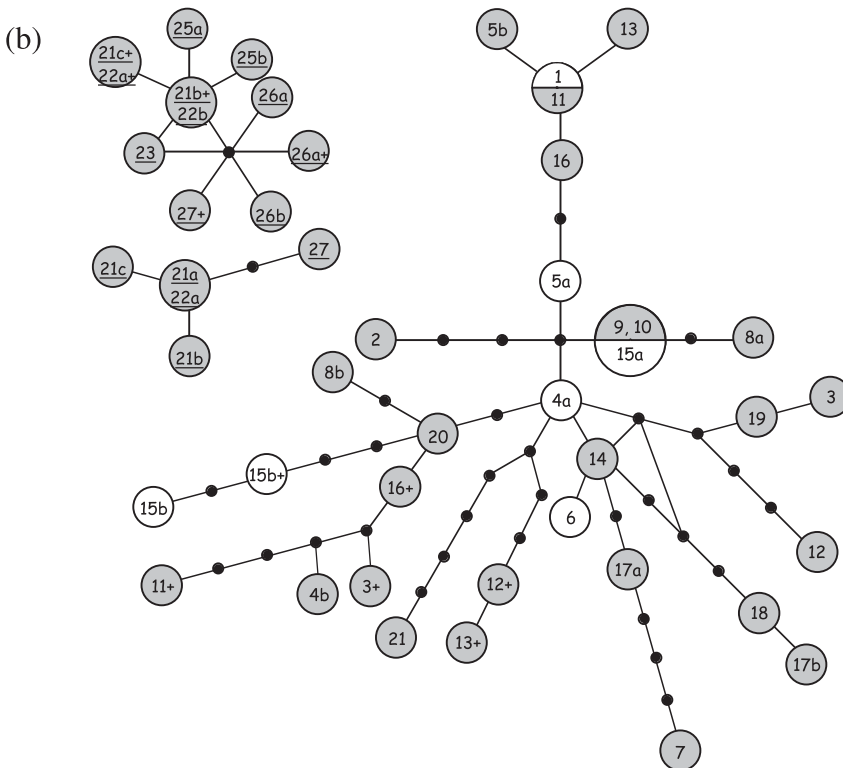 (b)
25a
21c+
22a+
25b
21b+
22b
26a
23
26a+
27+
26b
21c
21a
22a
27
21b
5b
13
1
11
16
5a
2
9, 10
15a
8a
8b
4a
3
19
20
14
15b+
16+
6
15b
12
11+
4b
3+
12+
17a
18
21
13+
17b
7